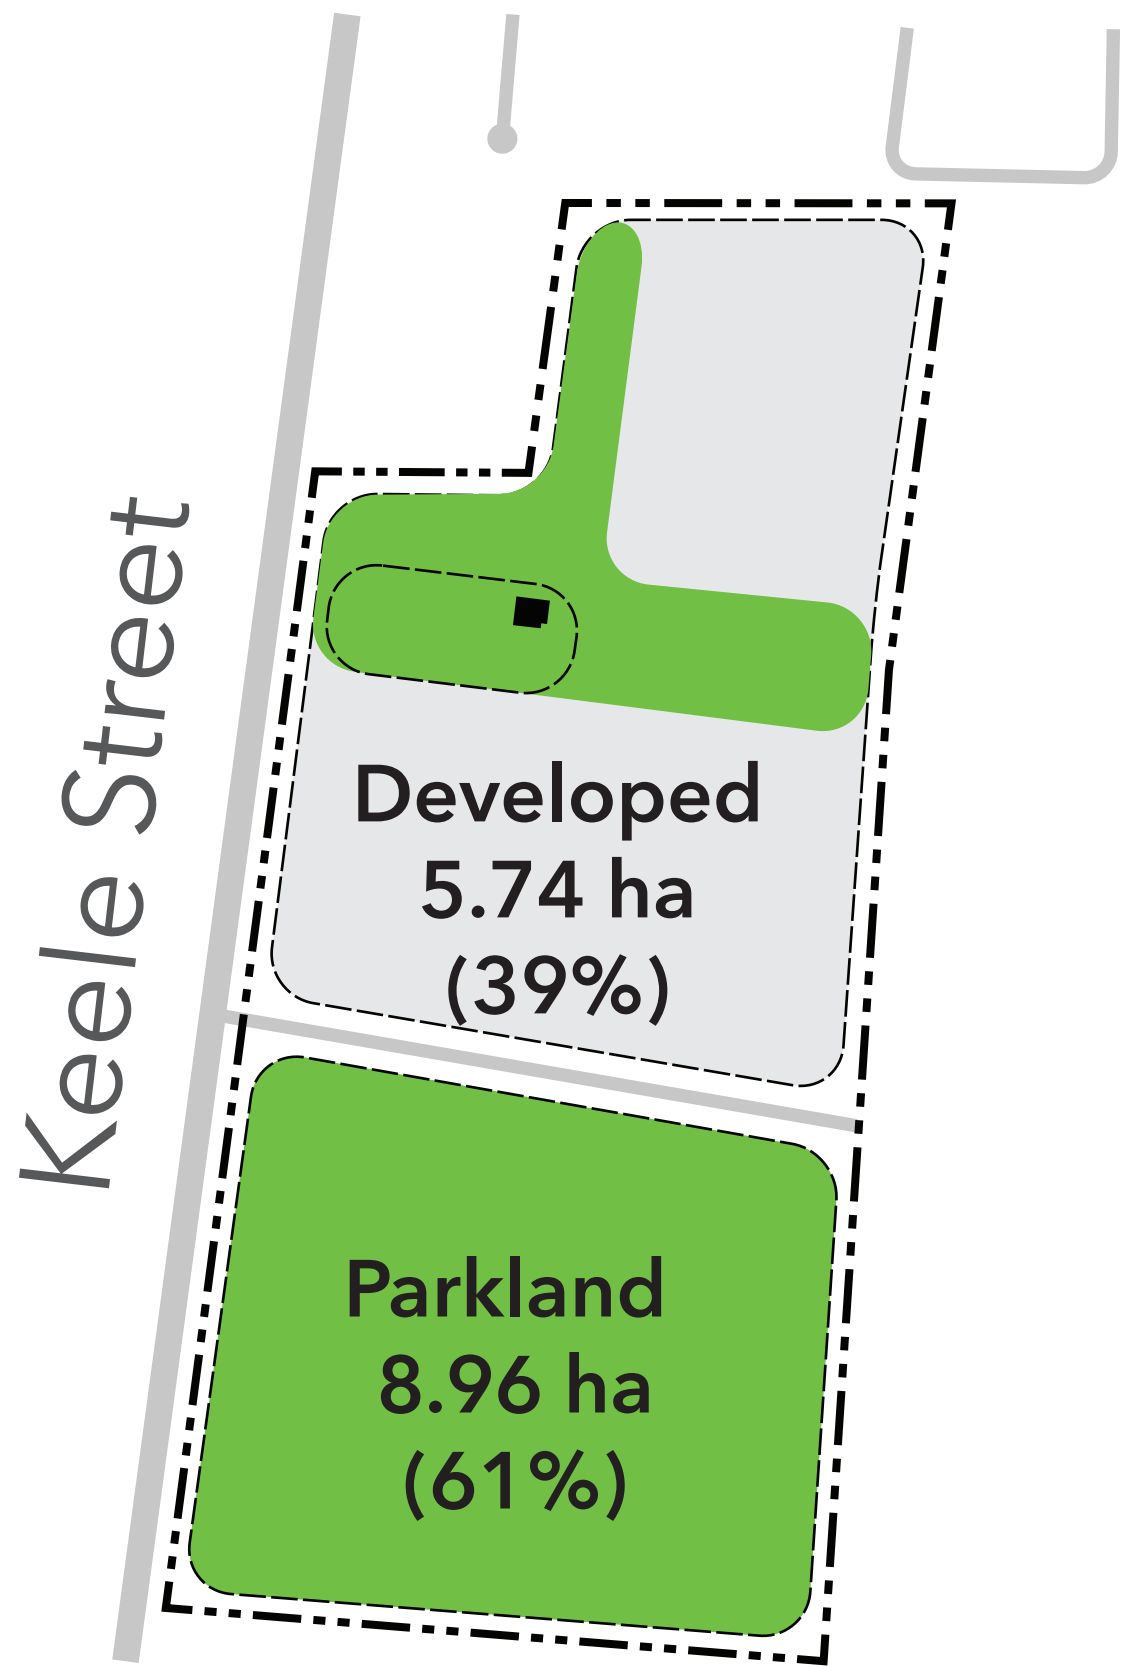 Keele Street
Developed
5.74 ha
(39%)
Parkland
8.96 ha
(61%)